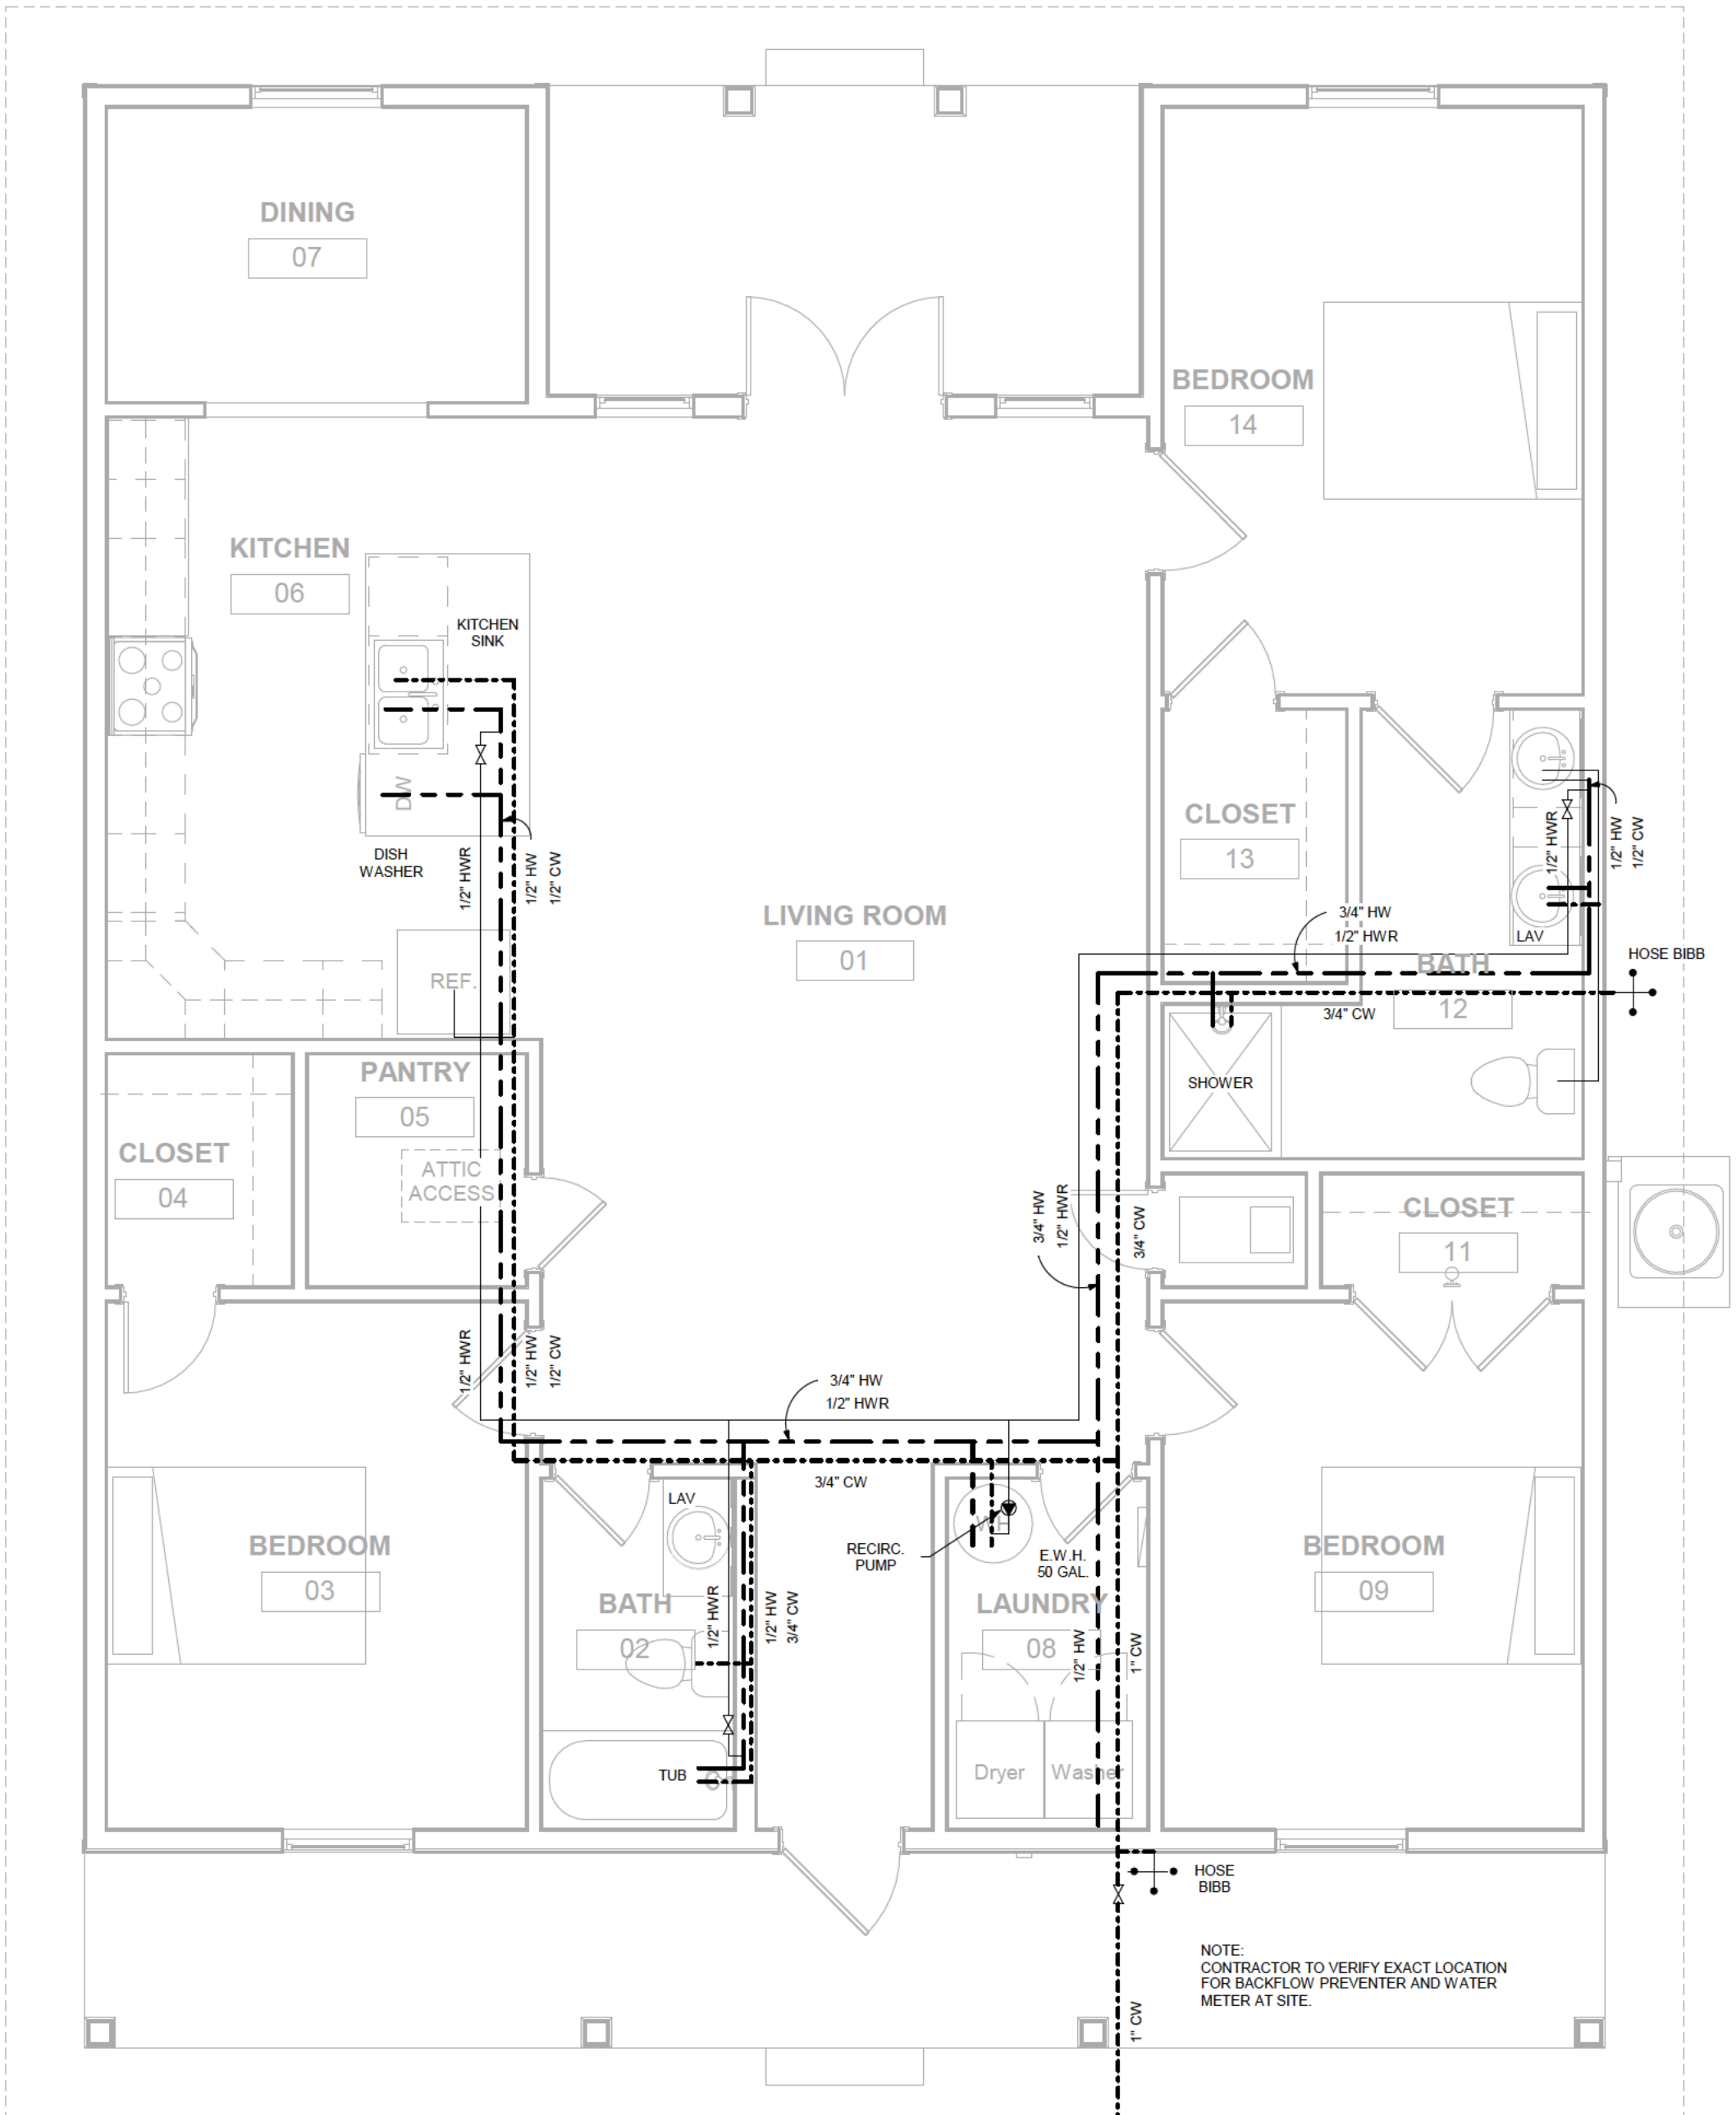 DINING
07
BEDROOM
14
KITCHEN
06
KITCHEN
SINK
DW
DISH
WASHER
1/2" HWR
1/2" HW
1/2" CW
CLOSET
13
1/2" HWR
1/2" HW
1/2" CW
LIVING ROOM
01
3/4" HW
1/2" HWR
LAV
HOSE BIBB
BATH
12
3/4" CW
REF.
SHOWER
PANTRY
05
CLOSET
04
ATTIC
ACCESS
3/4" HW
1/2" HWR
3/4" CW
CLOSET
11
1/2" HWR
1/2" HW
1/2" CW
3/4" HW
1/2" HWR
3/4" CW
LAV
WH
RECIRC.
PUMP
E.W.H.
50 GAL.
BEDROOM
03
BATH
02
1/2" HWR
1/2" HW
3/4" CW
LAUNDRY
08
1/2" HW
1" CW
BEDROOM
09
TUB
Dryer
Washer
HOSE
BIBB
NOTE:
CONTRACTOR TO VERIFY EXACT LOCATION
FOR BACKFLOW PREVENTER AND WATER
METER AT SITE.
1" CW